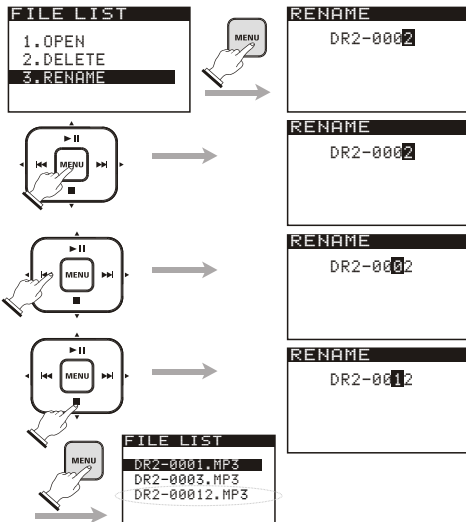 FILE LIST
1.OPEN
2.DELETE
3.RENAME
MENU
RENAME
DR2-0002
MENU
RENAME
DR2-0002
MENU
RENAME
DR2-0002
MENU
RENAME
DR2-0012
MENU
FILE LIST
DR2-0001.MP3
DR2-0003.MP3
DR2-00012.MP3